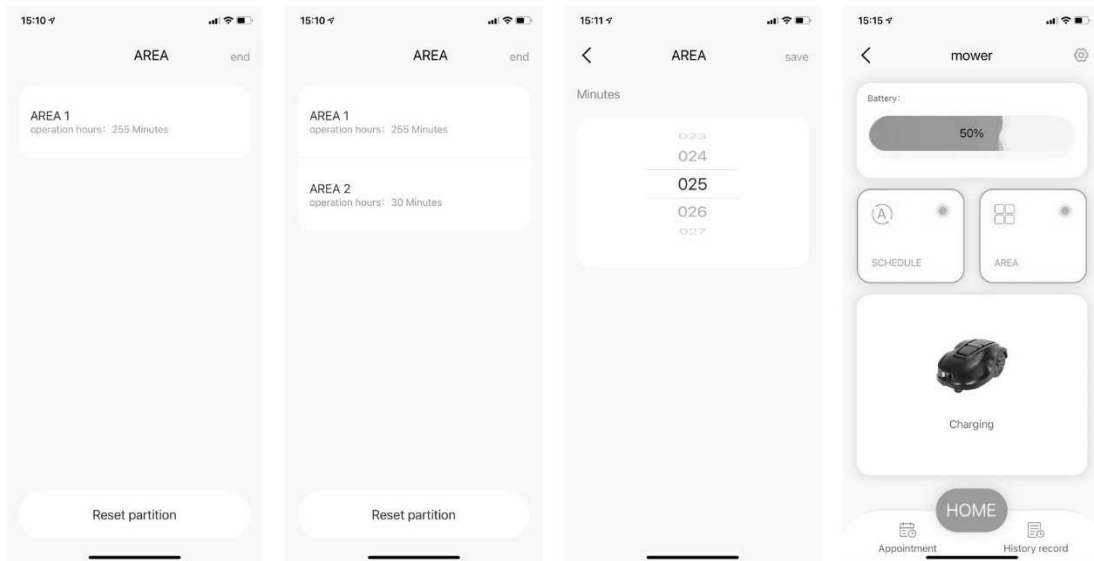 15:10
AREA
end
AREA 1
operation hours: 255 Minutes
Reset partition
15:10
AREA
end
AREA 1
operation hours: 255 Minutes
AREA 2
operation hours: 30 Minutes
Reset partition
15:11
AREA
save
Minutes
023
024
025
026
027
15:15
mower
Battery:
50%
A
SCHEDULE
AREA
Charging
HOME
Appointment
History record